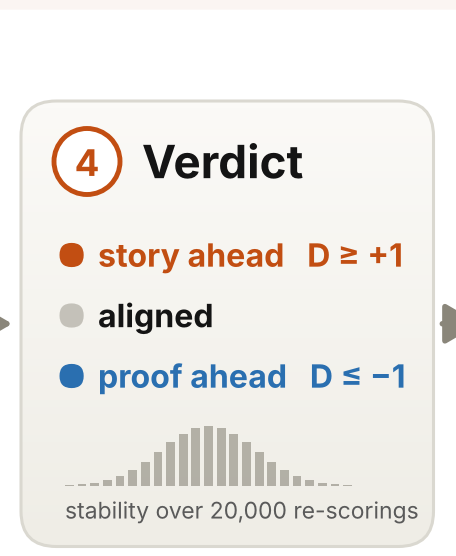 4 Verdict
story ahead D ≥ +1
aligned
proof ahead D ≤ −1
stability over 20,000 re-scorings